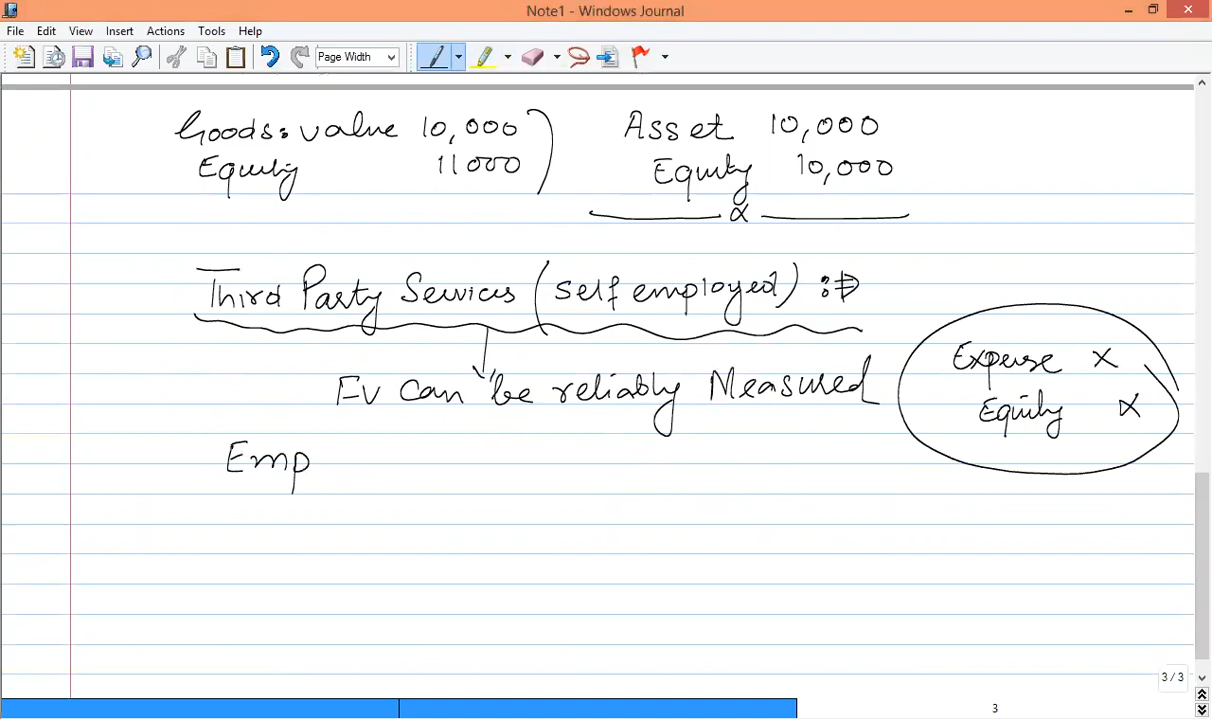 Note1 - Windows Journal
File Edit View Insert Actions Tools Help
Page Width
Goods: value 10,000
Equity 11000
Asset 10,000
Equity 10,000
Third Party Services (self employed) :
FV can be reliably Measured
Expense X
Equity X
Emp
3 / 3
3